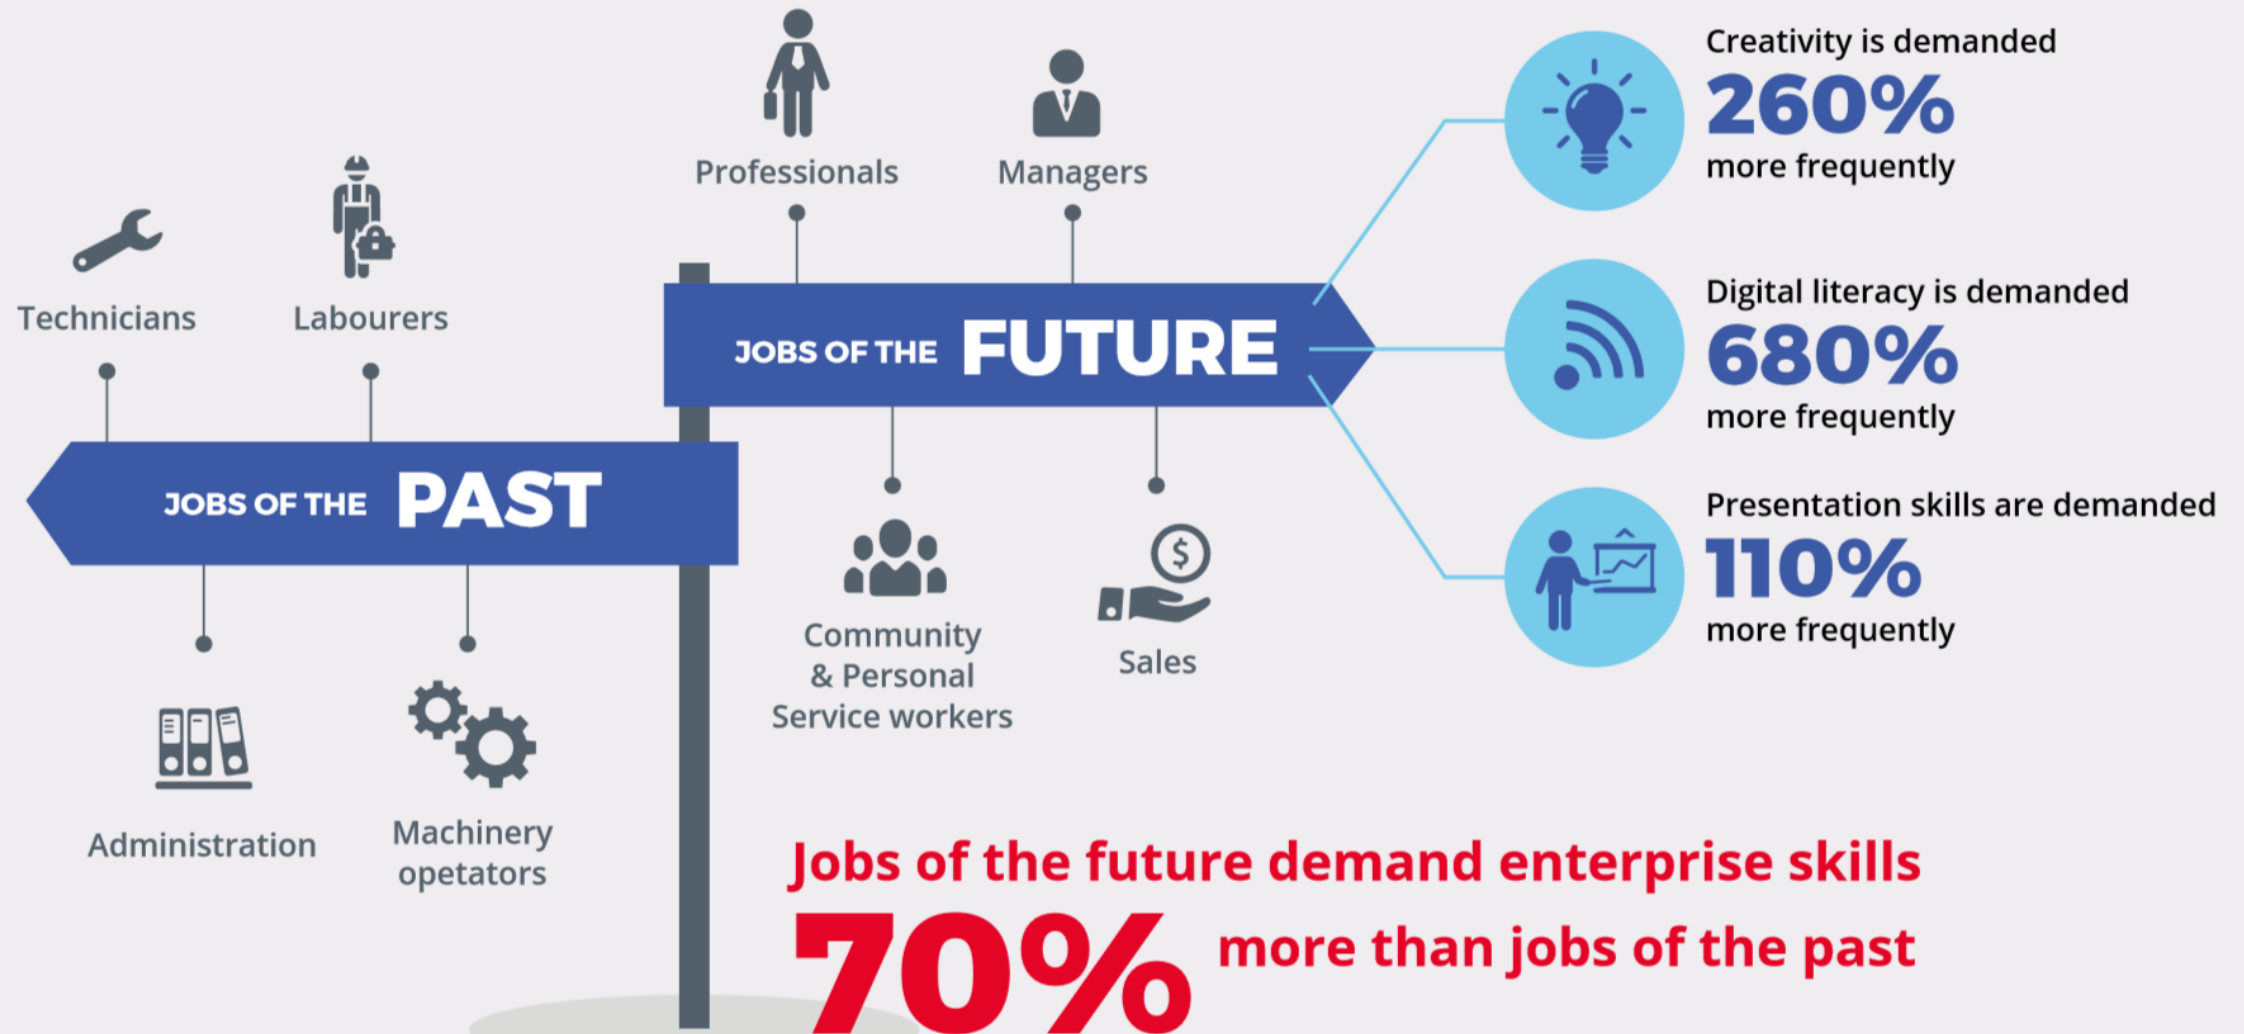 Technicians
Labourers
JOBS OF THE PAST
Administration
Machinery
opetators
Professionals
Managers
JOBS OF THE FUTURE
Community
& Personal
Service workers
$
Sales
Creativity is demanded
260%
more frequently
Digital literacy is demanded
680%
more frequently
Presentation skills are demanded
110%
more frequently
Jobs of the future demand enterprise skills
70% more than jobs of the past